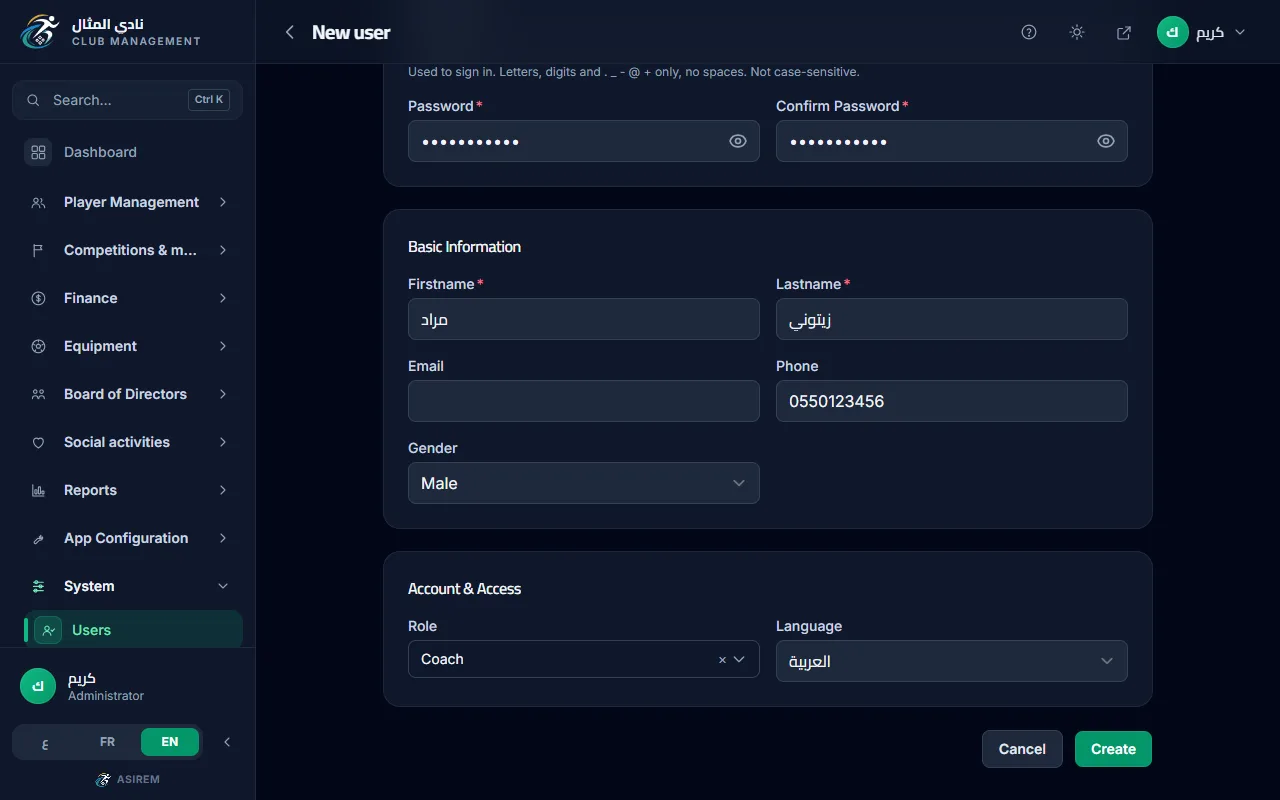 نادي المثال
CLUB MANAGEMENT
Search...
Ctrl K
Dashboard
Player Management
Competitions & m...
Finance
Equipment
Board of Directors
Social activities
Reports
App Configuration
System
Users
كريم
Administrator
ع
FR
EN
ASIREM
New user
ك
كريم
Used to sign in. Letters, digits and . _ - @ + only, no spaces. Not case-sensitive.
Password*
Confirm Password*
•••••••••••
•••••••••••
Basic Information
Firstname*
Lastname*
مراد
زيتوني
Email
Phone
0550123456
Gender
Male
Account & Access
Role
Language
Coach
×
العربية
Cancel
Create
ك